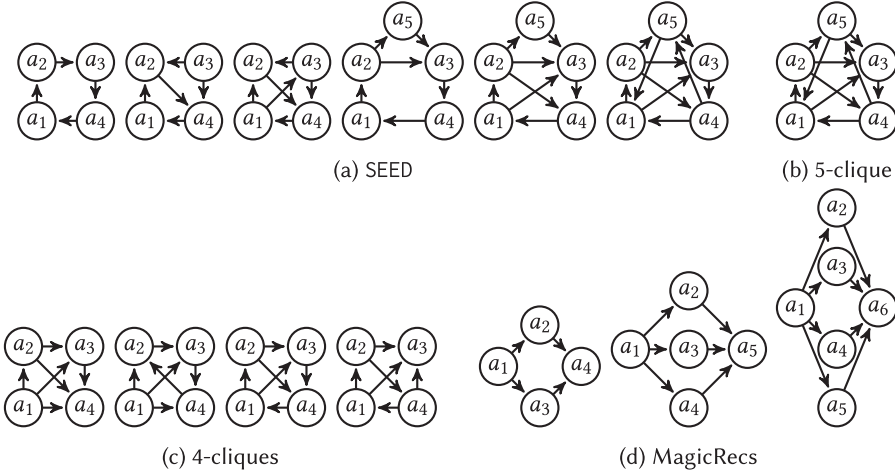 a5 a5 a5 a5
a2 a3 a2 a3 a2 a3 a2 a3 a2 a3 a2 a3 a2 a3
a1 a4 a1 a4 a1 a4 a1 a4 a1 a4 a1 a4 a1 a4
(a) SEED (b) 5-clique
a2
a3
a2
a1 a6
a2
a2 a3 a2 a3 a2 a3 a2 a3
a1 a4 a1 a3 a5
a4
a1 a4 a1 a4 a1 a4 a1 a4
a3 a4 a5
(c) 4-cliques (d) MagicRecs